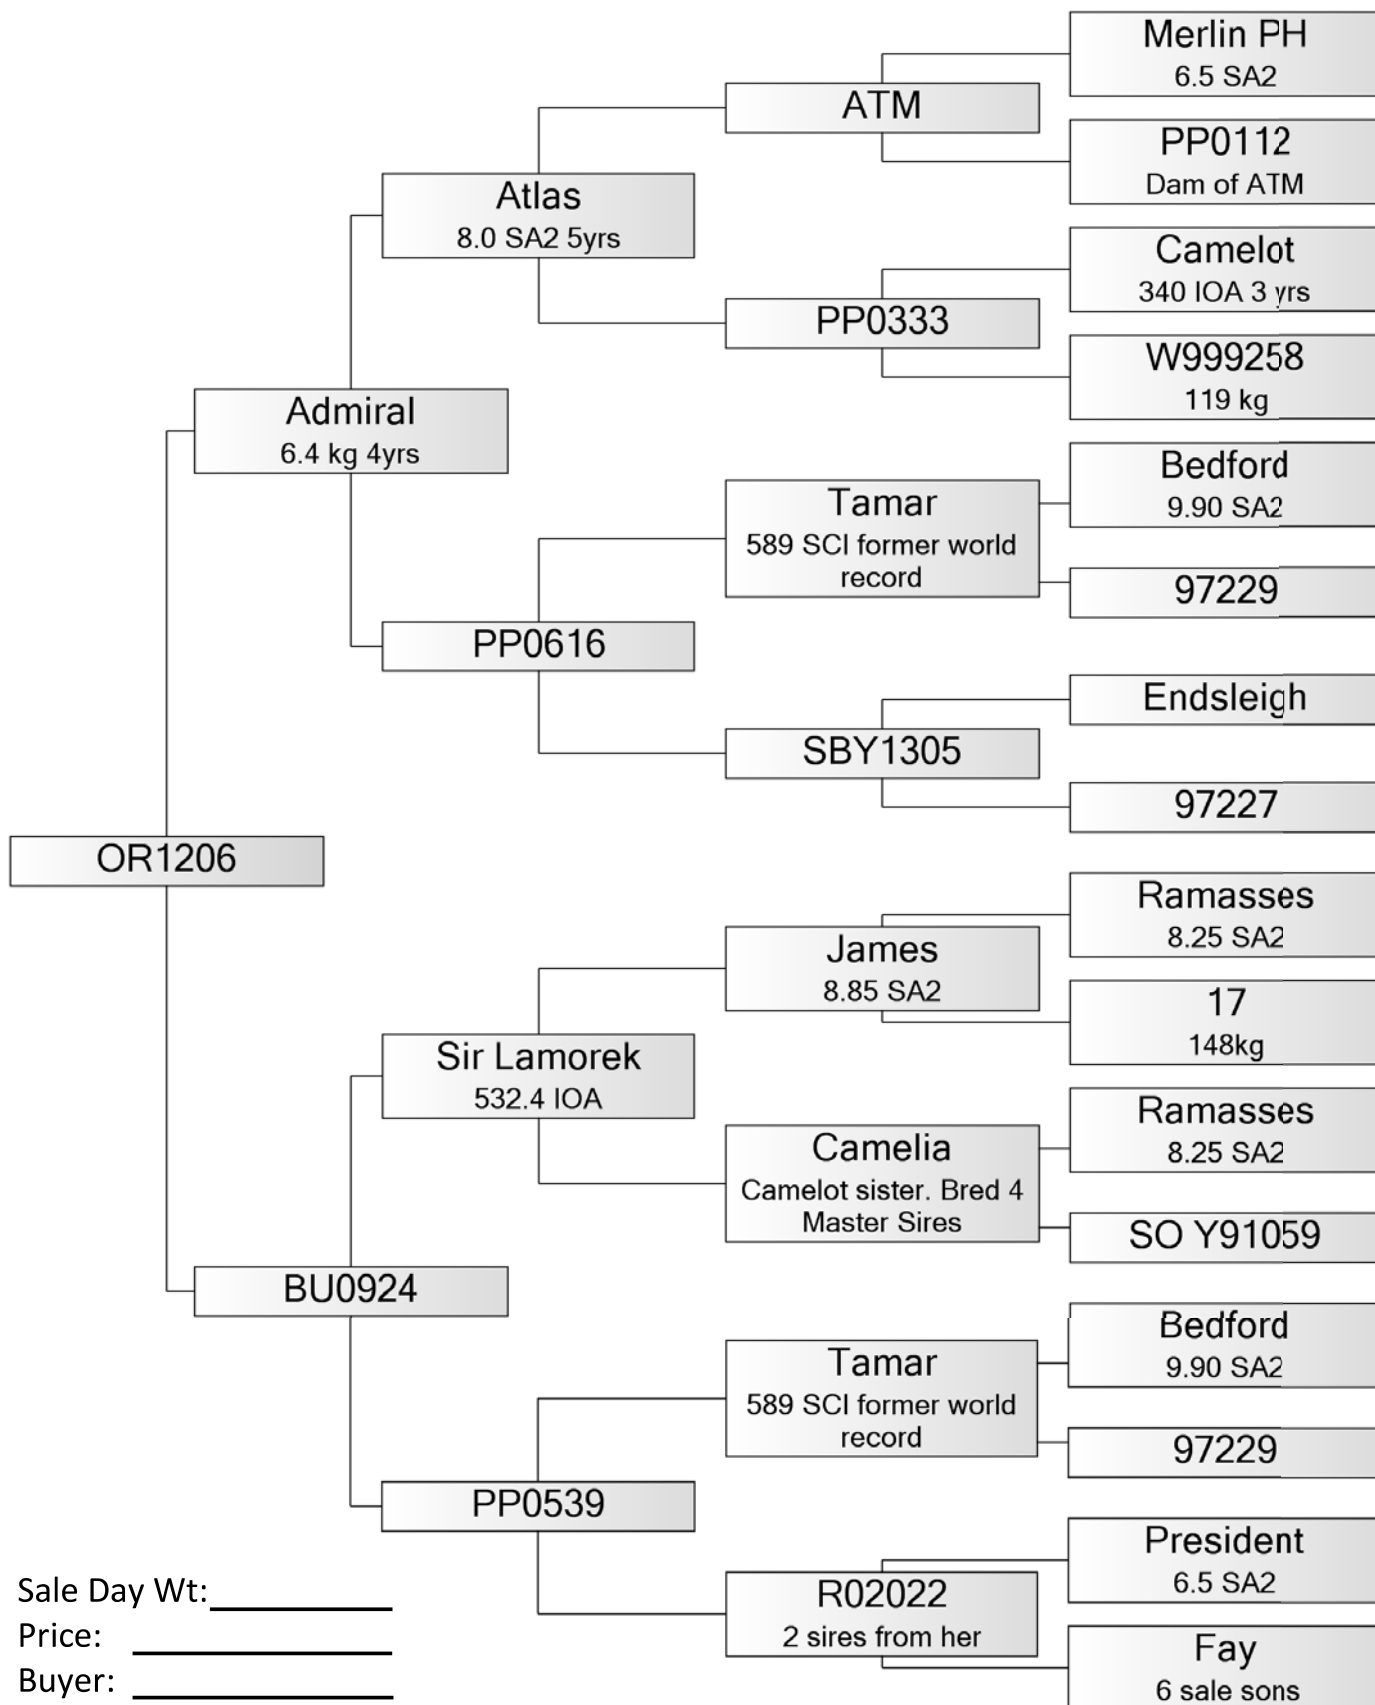 Merlin PH
6.5 SA2
ATM
PP0112
Dam of ATM
Atlas
8.0 SA2 5yrs
Camelot
340 IOA 3 yrs
PP0333
W999258
119 kg
Admiral
6.4 kg 4yrs
Bedford
9.90 SA2
Tamar
589 SCI former world
record
97229
PP0616
Endsleigh
SBY1305
97227
OR1206
Ramasses
8.25 SA2
James
8.85 SA2
17
148kg
Sir Lamorek
532.4 IOA
Ramasses
8.25 SA2
Camelia
Camelot sister. Bred 4
Master Sires
SO Y91059
BU0924
Bedford
9.90 SA2
Tamar
589 SCI former world
record
97229
PP0539
President
6.5 SA2
R02022
2 sires from her
Fay
6 sale sons
Sale Day Wt:
Price:
Buyer: